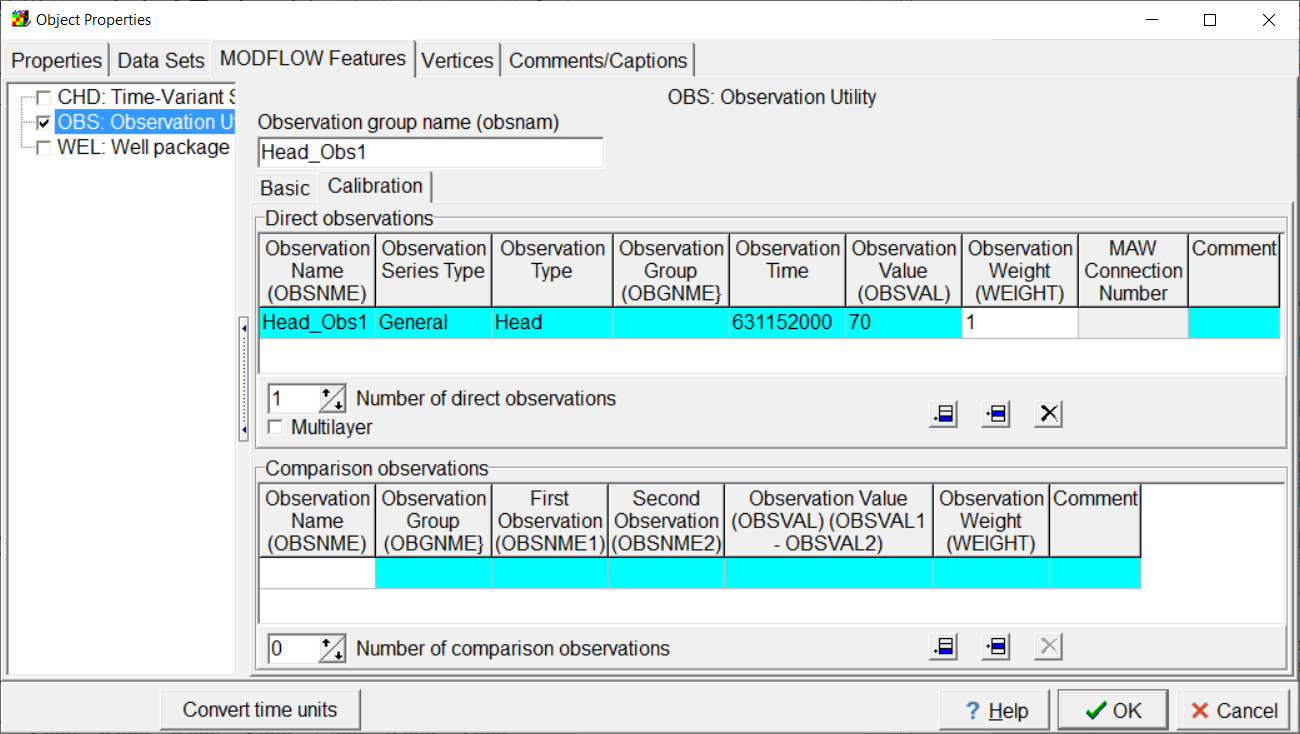 Object Properties
Properties Data Sets MODFLOW Features Vertices Comments/Captions
CHD: Time-Variant S
OBS: Observation Ut
WEL: Well package
OBS: Observation Utility
Observation group name (obsnam)
Head_Obs1
Basic Calibration
Direct observations
Observation Name (OBSNME) Observation Series Type Observation Type Observation Group (OBGNME} Observation Time Observation Value (OBSVAL) Observation Weight (WEIGHT) MAW Connection Number Comment
Head_Obs1 General Head 631152000 70 1
1 Number of direct observations
Multilayer
Comparison observations
Observation Name (OBSNME) Observation Group (OBGNME} First Observation (OBSNME1) Second Observation (OBSNME2) Observation Value (OBSVAL) (OBSVAL1 - OBSVAL2) Observation Weight (WEIGHT) Comment
0 Number of comparison observations
Convert time units ? Help OK Cancel